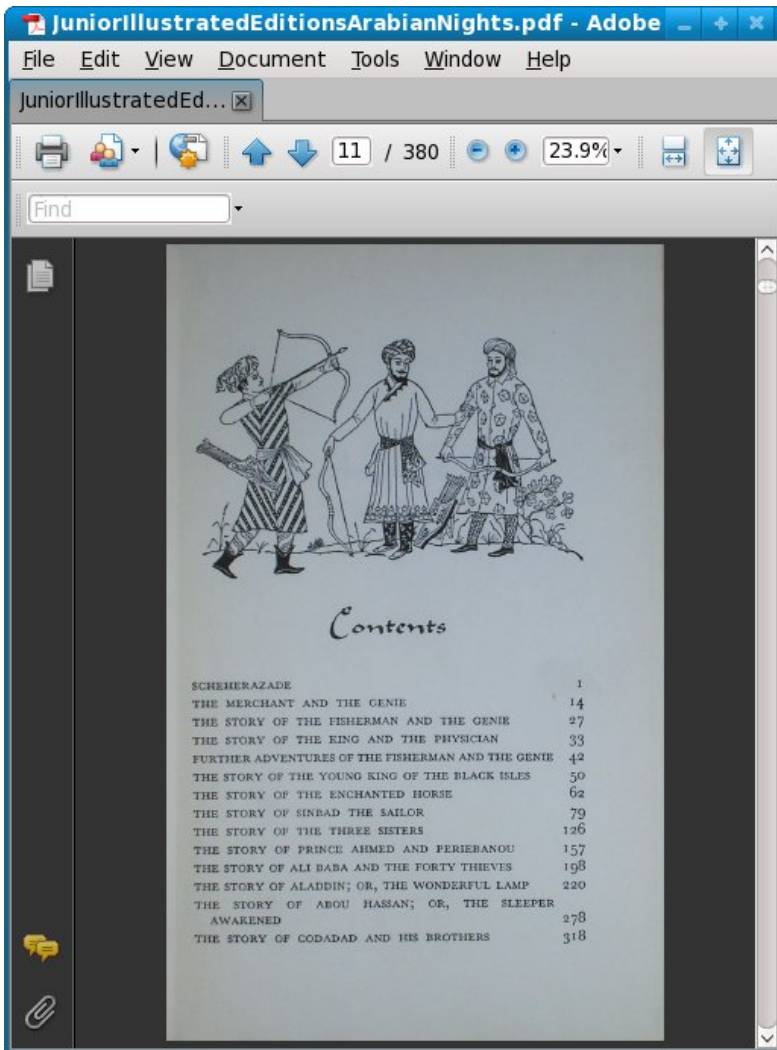 JuniorIllustratedEditionsArabianNights.pdf - Adobe
File Edit View Document Tools Window Help
JuniorIllustratedEd...
11 / 380 23.9%
Find
Contents
SCHEHERAZADE 1
THE MERCHANT AND THE GENIE 14
THE STORY OF THE FISHERMAN AND THE GENIE 27
THE STORY OF THE KING AND THE PHYSICIAN 33
FURTHER ADVENTURES OF THE FISHERMAN AND THE GENIE 42
THE STORY OF THE YOUNG KING OF THE BLACK ISLES 50
THE STORY OF THE ENCHANTED HORSE 62
THE STORY OF SINBAD THE SAILOR 79
THE STORY OF THE THREE SISTERS 126
THE STORY OF PRINCE AHMED AND PERIEBANOU 157
THE STORY OF ALI BABA AND THE FORTY THIEVES 198
THE STORY OF ALADDIN; OR, THE WONDERFUL LAMP 220
THE STORY OF ABOU HASSAN; OR, THE SLEEPER
AWAKENED 278
THE STORY OF CODADAD AND HIS BROTHERS 318